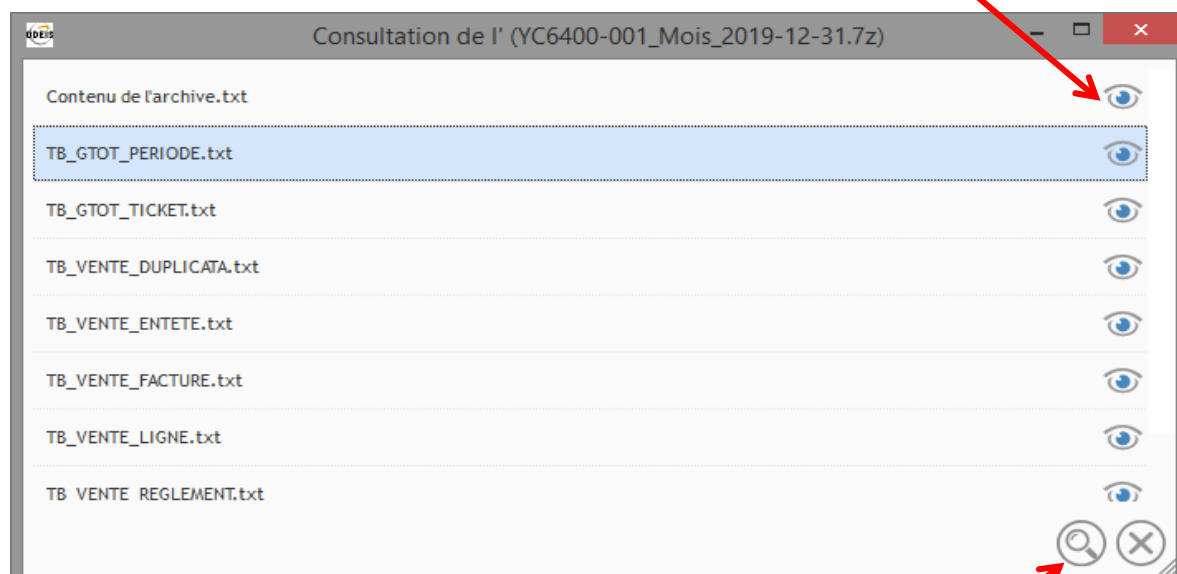 ODEIS
Consultation de l' (YC6400-001_Mois_2019-12-31.7z)
Contenu de l'archive.txt
TB_GTOT_PERIODE.txt
TB_GTOT_TICKET.txt
TB_VENTE_DUPLICATA.txt
TB_VENTE_ENTETE.txt
TB_VENTE_FACTURE.txt
TB_VENTE_LIGNE.txt
TB_VENTE_REGLEMENT.txt